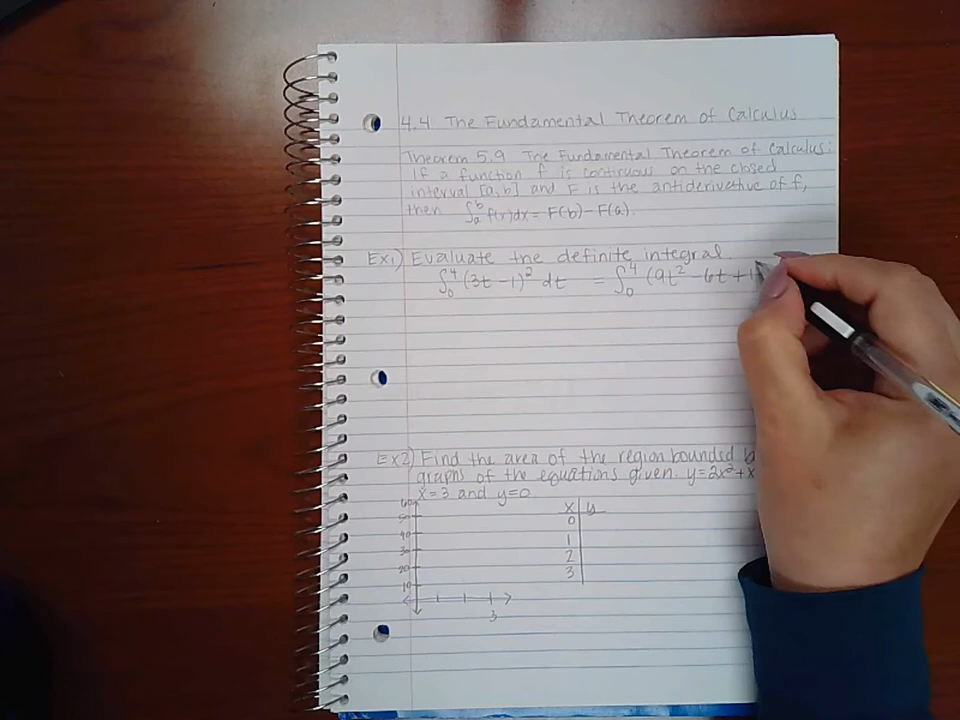 4.4 The Fundamental Theorem of Calculus
Theorem 5.9 The Fundamental Theorem of Calculus:
If a function f is continuous on the closed
interval [a,b] and F is the antiderivative of f,
then ∫ₐᵇ f(x)dx = F(b) - F(a).
Ex1) Evaluate the definite integral.
∫₀⁴ (3t - 1)² dt = ∫₀⁴ (9t² - 6t + 1
Ex2) Find the area of the region bounded
graphs of the equations given. y=2x²+x
x=3 and y=0
x y
0
1
2
3
60
50
40
30
20
10
3